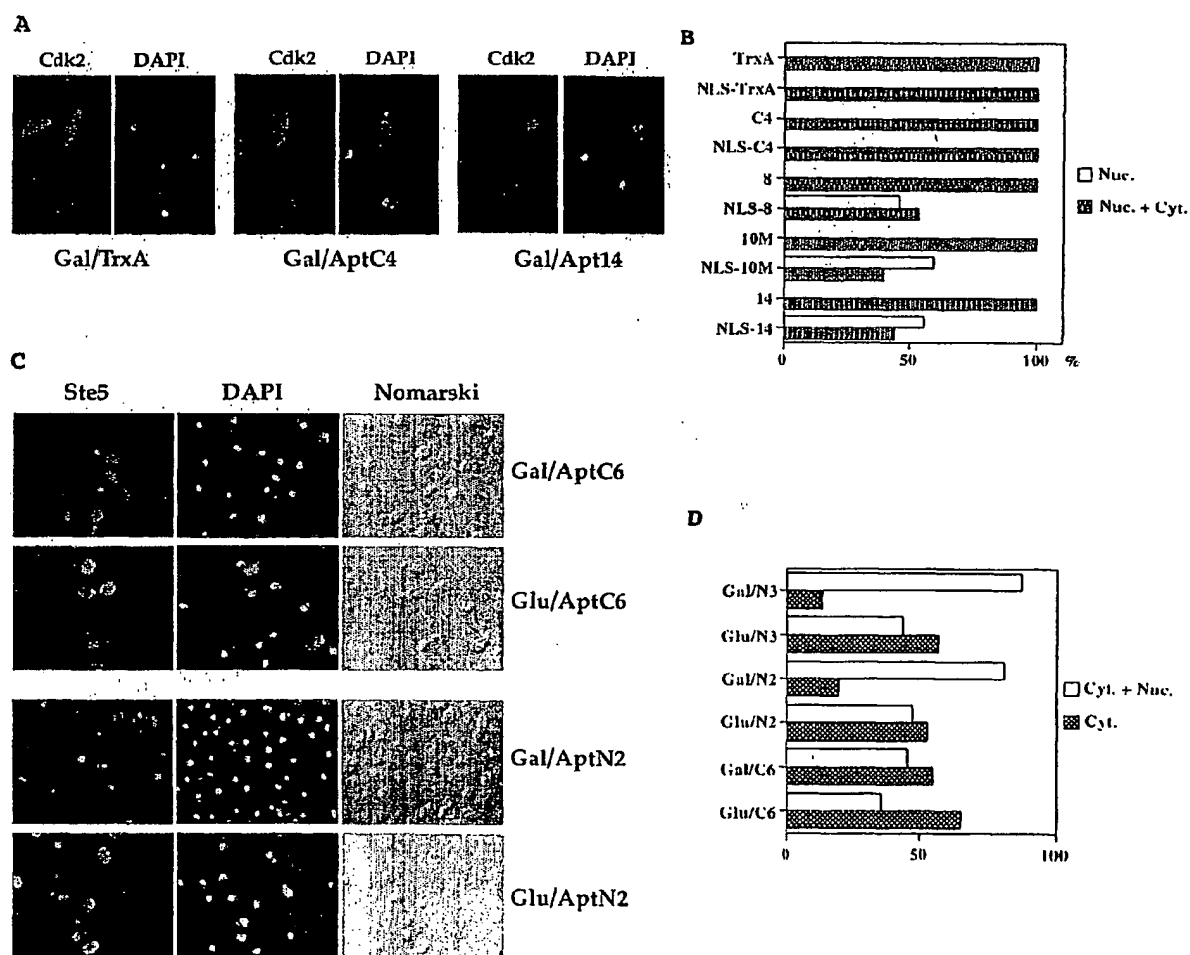 A
Cdk2 DAPI Cdk2 DAPI Cdk2 DAPI
Gal/TrxA Gal/AptC4 Gal/Apt14
B
TrxA
NLS-TrxA
C4
NLS-C4
8
NLS-8
10M
NLS-10M
14
NLS-14
0 50 100 %
Nuc.
Nuc. + Cyt.
C
Ste5 DAPI Nomarski
Gal/AptC6
Glu/AptC6
Gal/AptN2
Glu/AptN2
D
Gal/N3
Glu/N3
Gal/N2
Glu/N2
Gal/C6
Glu/C6
0 50 100
Cyt. + Nuc.
Cyt.